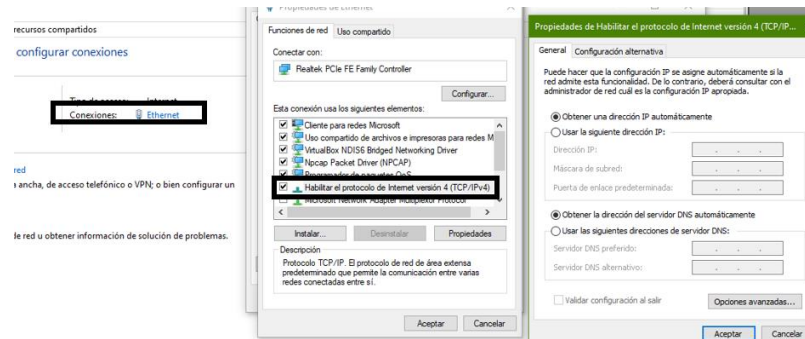 recursos compartidos
configurar conexiones
Conexiones: Ethernet
red
ancha, de acceso telefónico o VPN; o bien configurar un
de red u obtener información de solución de problemas.
Propiedades de Ethernet
Funciones de red Uso compartido
Conectar con:
Realtek PCIe FE Family Controller
Configurar...
Esta conexión usa los siguientes elementos:
Cliente para redes Microsoft
Uso compartido de archivos e impresoras para redes M
VirtualBox NDIS6 Bridged Networking Driver
Npcap Packet Driver (NPCAP)
Programador de paquetes QoS
Habilitar el protocolo de Internet versión 4 (TCP/IPv4)
Microsoft Network Adapter Multiplexor Protocol
Instalar... Desinstalar Propiedades
Descripción
Protocolo TCP/IP. El protocolo de red de área extensa
predeterminado que permite la comunicación entre varias
redes conectadas entre sí.
Aceptar Cancelar
Propiedades de Habilitar el protocolo de Internet versión 4 (TCP/IP...
General Configuración alternativa
Puede hacer que la configuración IP se asigne automáticamente si la
red admite esta funcionalidad. De lo contrario, deberá consultar con el
administrador de red cuál es la configuración IP apropiada.
Obtener una dirección IP automáticamente
Usar la siguiente dirección IP:
Dirección IP:
Máscara de subred:
Puerta de enlace predeterminada:
Obtener la dirección del servidor DNS automáticamente
Usar las siguientes direcciones de servidor DNS:
Servidor DNS preferido:
Servidor DNS alternativo:
Validar configuración al salir
Opciones avanzadas...
Aceptar Cancelar